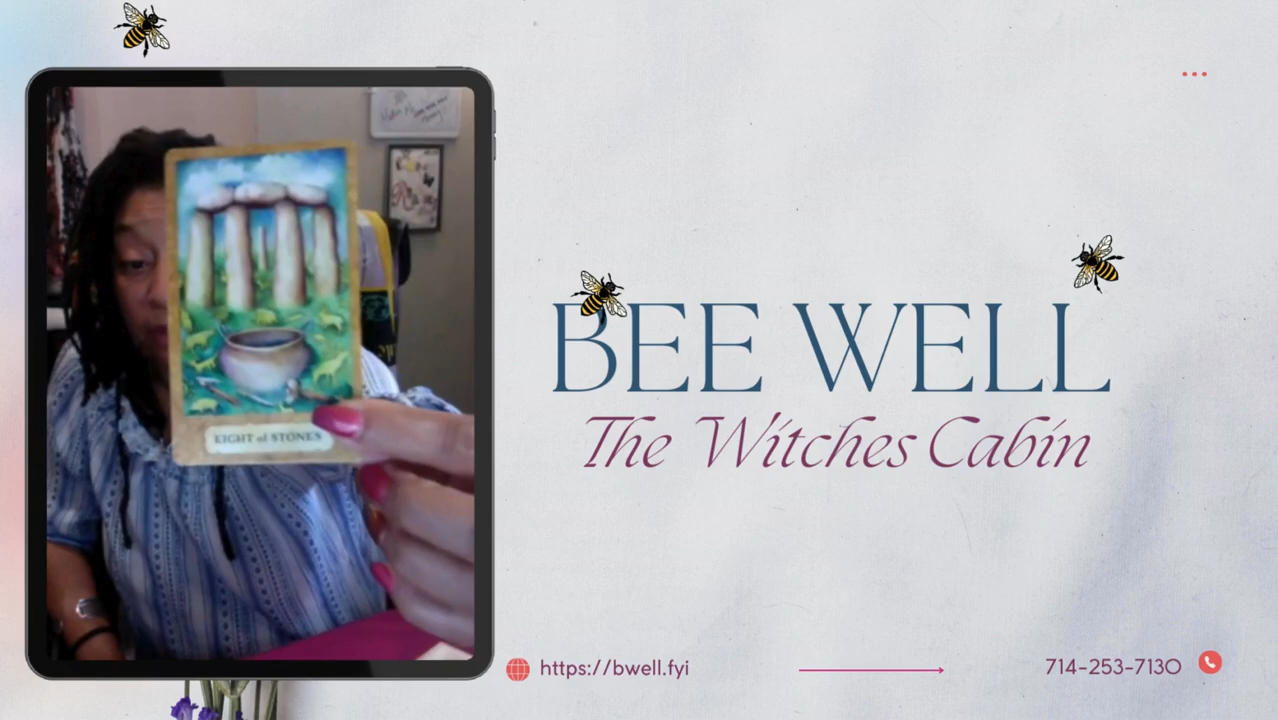 EIGHT of STONES
BEE WELL
The Witches Cabin
https://bwell.fyi
714-253-7130